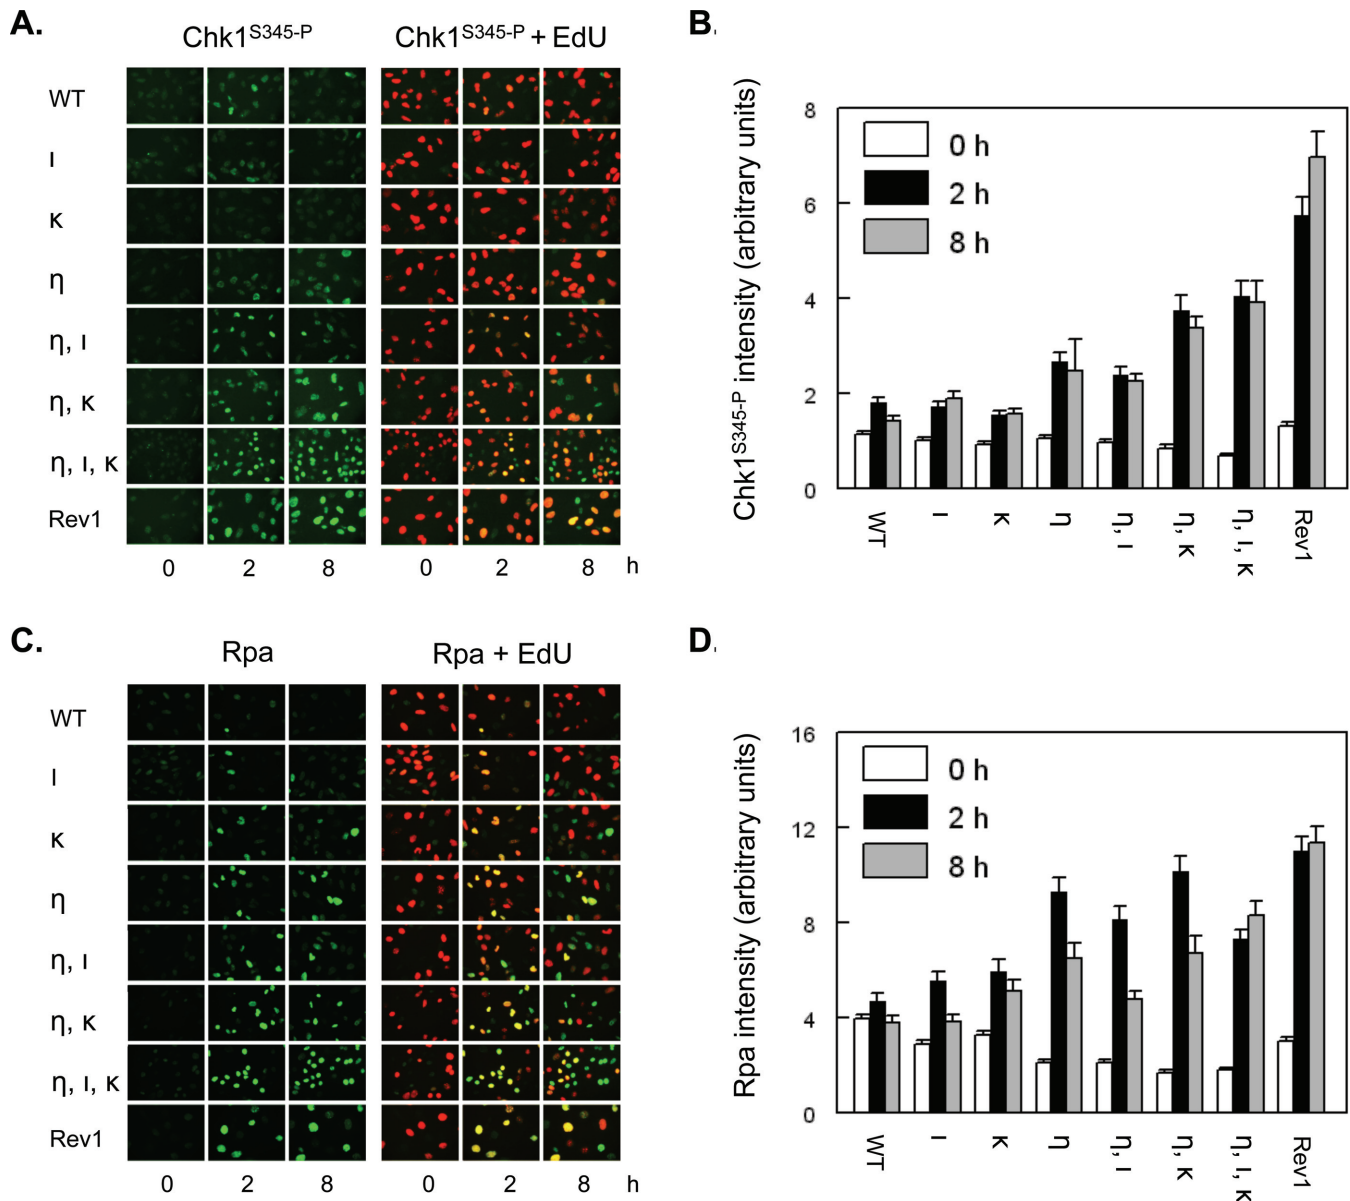 A.
Chk1S345-P
Chk1S345-P + EdU
WT
ι
κ
η
η, ι
η, κ
η, ι, κ
Rev1
0 2 8 0 2 8 h
B.
Chk1S345-P intensity (arbitrary units)
8
6
4
2
0
0 h
2 h
8 h
WT ι κ η η, ι η, κ η, ι, κ Rev1
C.
Rpa
Rpa + EdU
WT
I
κ
η
η, ι
η, κ
η, ι, κ
Rev1
0 2 8 0 2 8 h
D.
Rpa intensity (arbitrary units)
16
12
8
4
0
0 h
2 h
8 h
WT ι κ η η, ι η, κ η, ι, κ Rev1